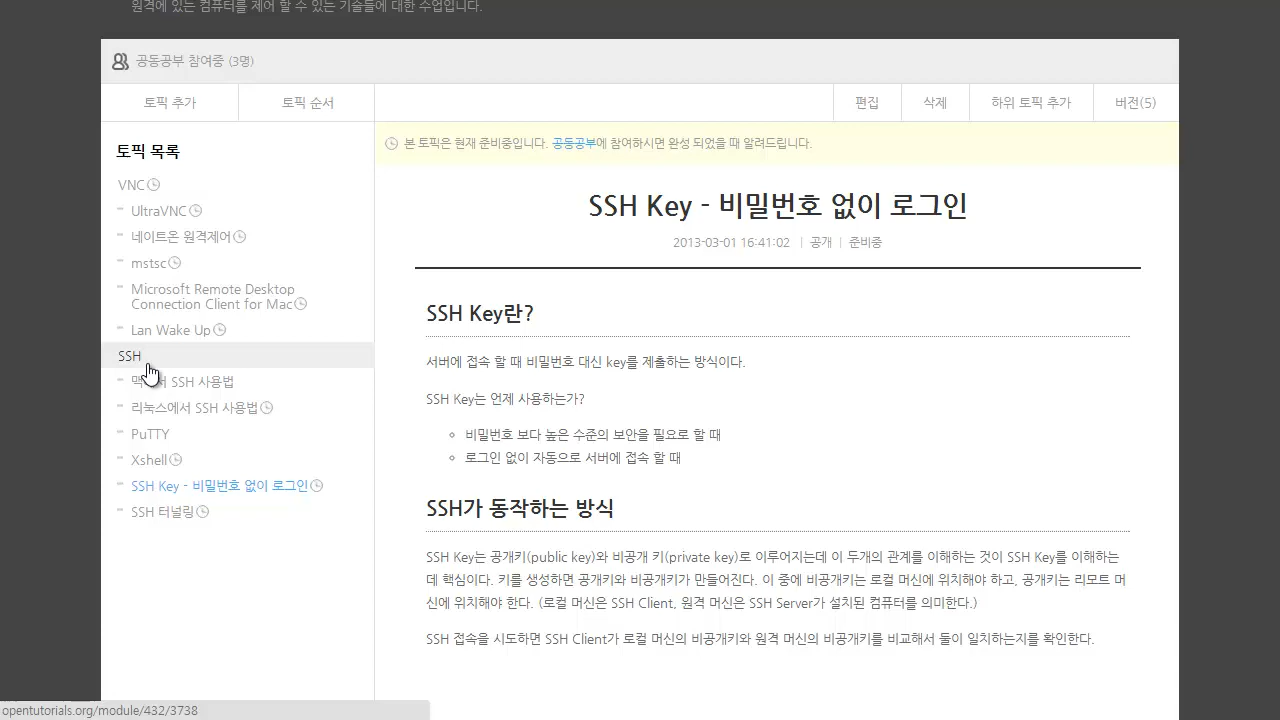 원격에 있는 컴퓨터를 제어 할 수 있는 기술들에 대한 수업입니다.
공동공부 참여중 (3명)
토픽 추가
토픽 순서
편집
삭제
하위 토픽 추가
버전(5)
토픽 목록
VNC
UltraVNC
네이트온 원격제어
mstsc
Microsoft Remote Desktop
Connection Client for Mac
Lan Wake Up
SSH
SSH 사용법
리눅스에서 SSH 사용법
PuTTY
Xshell
SSH Key - 비밀번호 없이 로그인
SSH 터널링
본 토픽은 현재 준비중입니다. 공동공부에 참여하시면 완성 되었을 때 알려드립니다.
SSH Key - 비밀번호 없이 로그인
2013-03-01 16:41:02 | 공개 | 준비중
SSH Key란?
서버에 접속 할 때 비밀번호 대신 key를 제출하는 방식이다.
SSH Key는 언제 사용하는가?
비밀번호 보다 높은 수준의 보안을 필요로 할 때
로그인 없이 자동으로 서버에 접속 할 때
SSH가 동작하는 방식
SSH Key는 공개키(public key)와 비공개 키(private key)로 이루어지는데 이 두개의 관계를 이해하는 것이 SSH Key를 이해하는
데 핵심이다. 키를 생성하면 공개키와 비공개키가 만들어진다. 이 중에 비공개키는 로컬 머신에 위치해야 하고, 공개키는 리모트 머
신에 위치해야 한다. (로컬 머신은 SSH Client, 원격 머신은 SSH Server가 설치된 컴퓨터를 의미한다.)
SSH 접속을 시도하면 SSH Client가 로컬 머신의 비공개키와 원격 머신의 비공개키를 비교해서 둘이 일치하는지를 확인한다.
opentutorials.org/module/432/3738